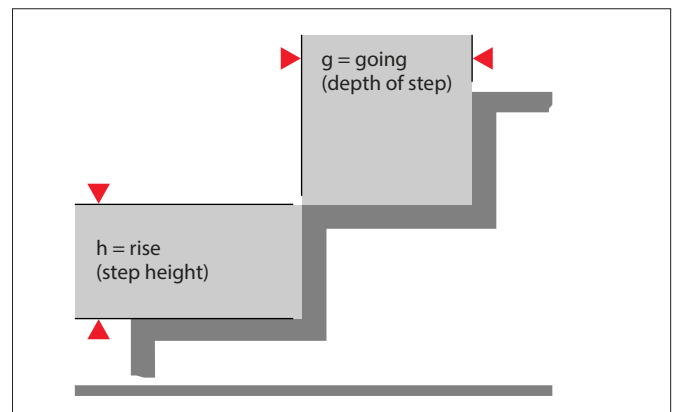 g = going
(depth of step)
h = rise
(step height)